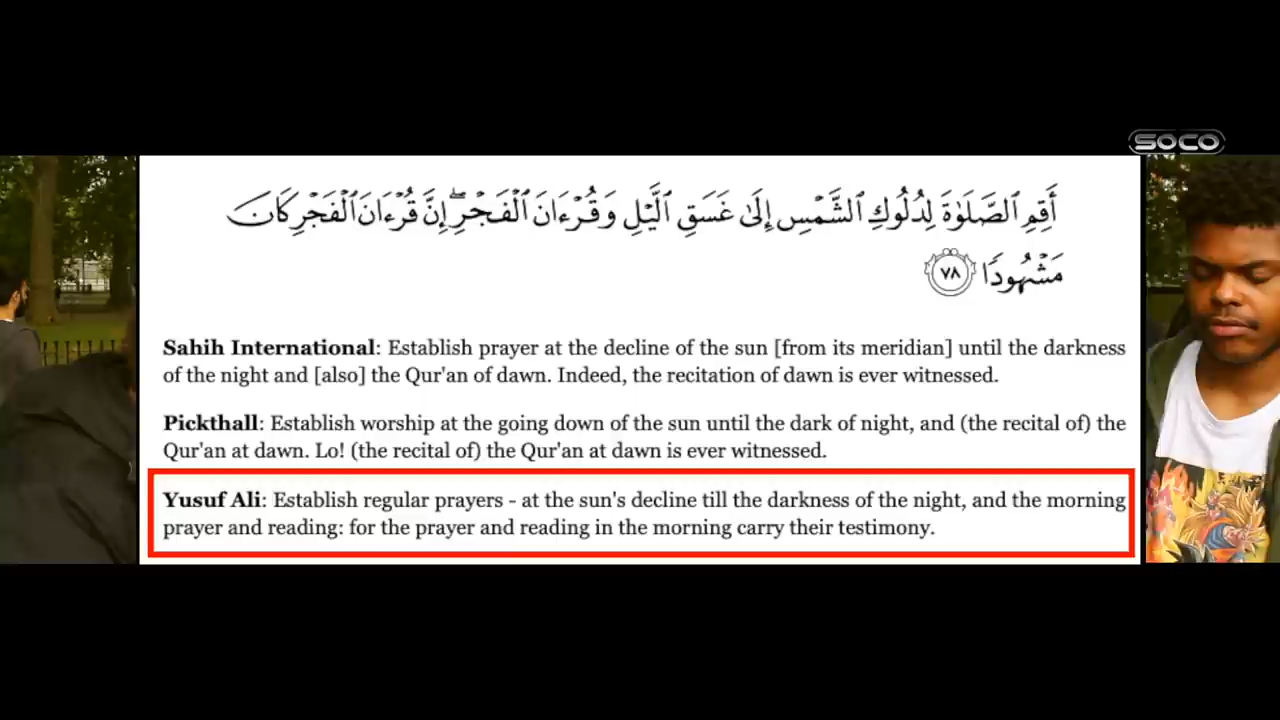 SOCO
أَقِمِ ٱلصَّلَوٰةَ لِدُلُوكِ ٱلشَّمْسِ إِلَىٰ غَسَقِ ٱلَّيْلِ وَقُرْءَانَ ٱلْفَجْرِ ۖ إِنَّ قُرْءَانَ ٱلْفَجْرِ كَانَ
مَشْهُودًا ٧٨
Sahih International: Establish prayer at the decline of the sun [from its meridian] until the darkness
of the night and [also] the Qur'an of dawn. Indeed, the recitation of dawn is ever witnessed.
Pickthall: Establish worship at the going down of the sun until the dark of night, and (the recital of) the
Qur'an at dawn. Lo! (the recital of) the Qur'an at dawn is ever witnessed.
Yusuf Ali: Establish regular prayers - at the sun's decline till the darkness of the night, and the morning
prayer and reading: for the prayer and reading in the morning carry their testimony.